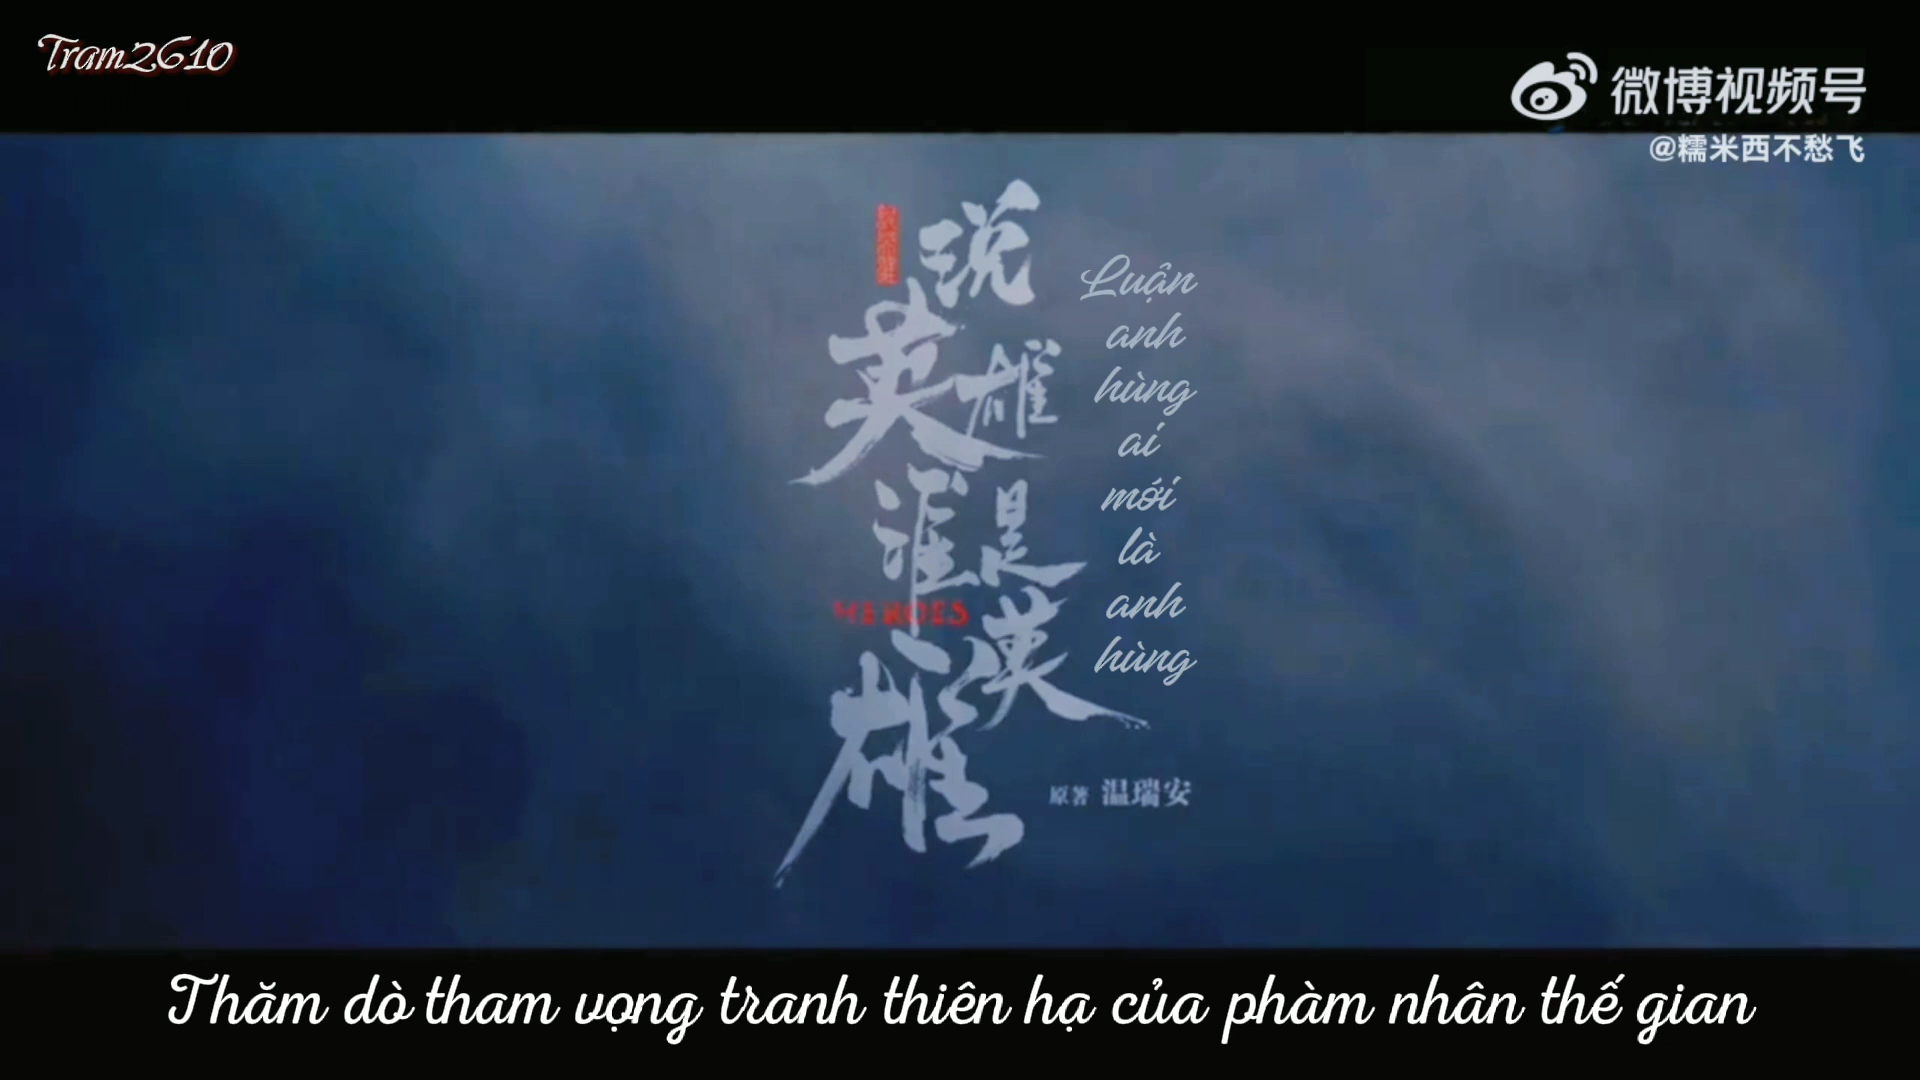 Tram2610
微博视频号
@糯米西不愁飞
说
英雄
谁是
HEROES
英
雄
Luận
anh
hùng
ai
mới
là
anh
hùng
原著 温瑞安
Thăm dò tham vọng tranh thiên hạ của phàm nhân thế gian